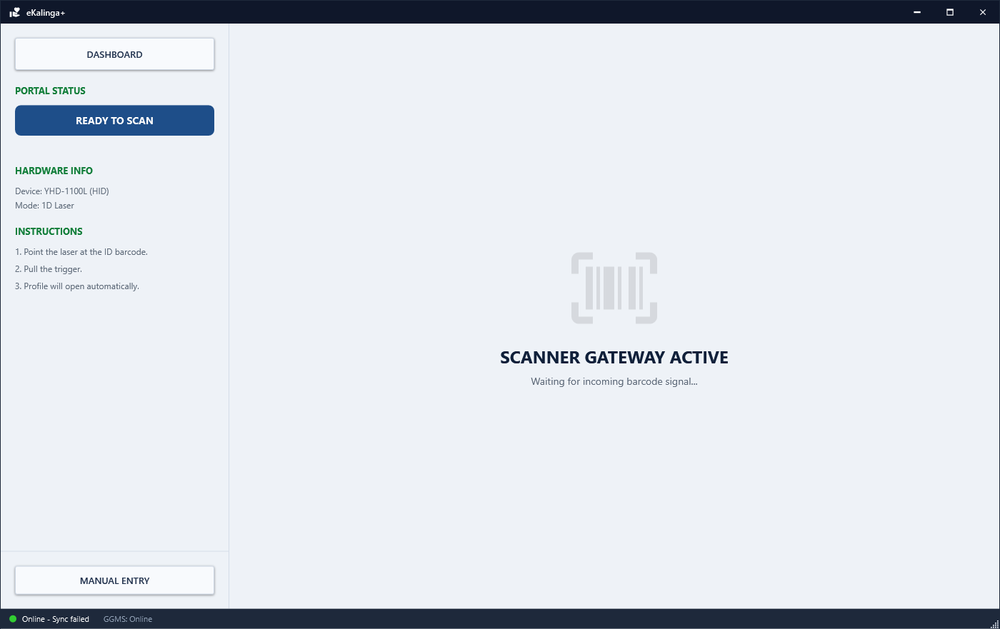 eKalinga+
DASHBOARD
PORTAL STATUS
READY TO SCAN
HARDWARE INFO
Device: YHD-1100L (HID)
Mode: 1D Laser
INSTRUCTIONS
1. Point the laser at the ID barcode.
2. Pull the trigger.
3. Profile will open automatically.
SCANNER GATEWAY ACTIVE
Waiting for incoming barcode signal...
MANUAL ENTRY
Online - Sync failed GGMS: Online